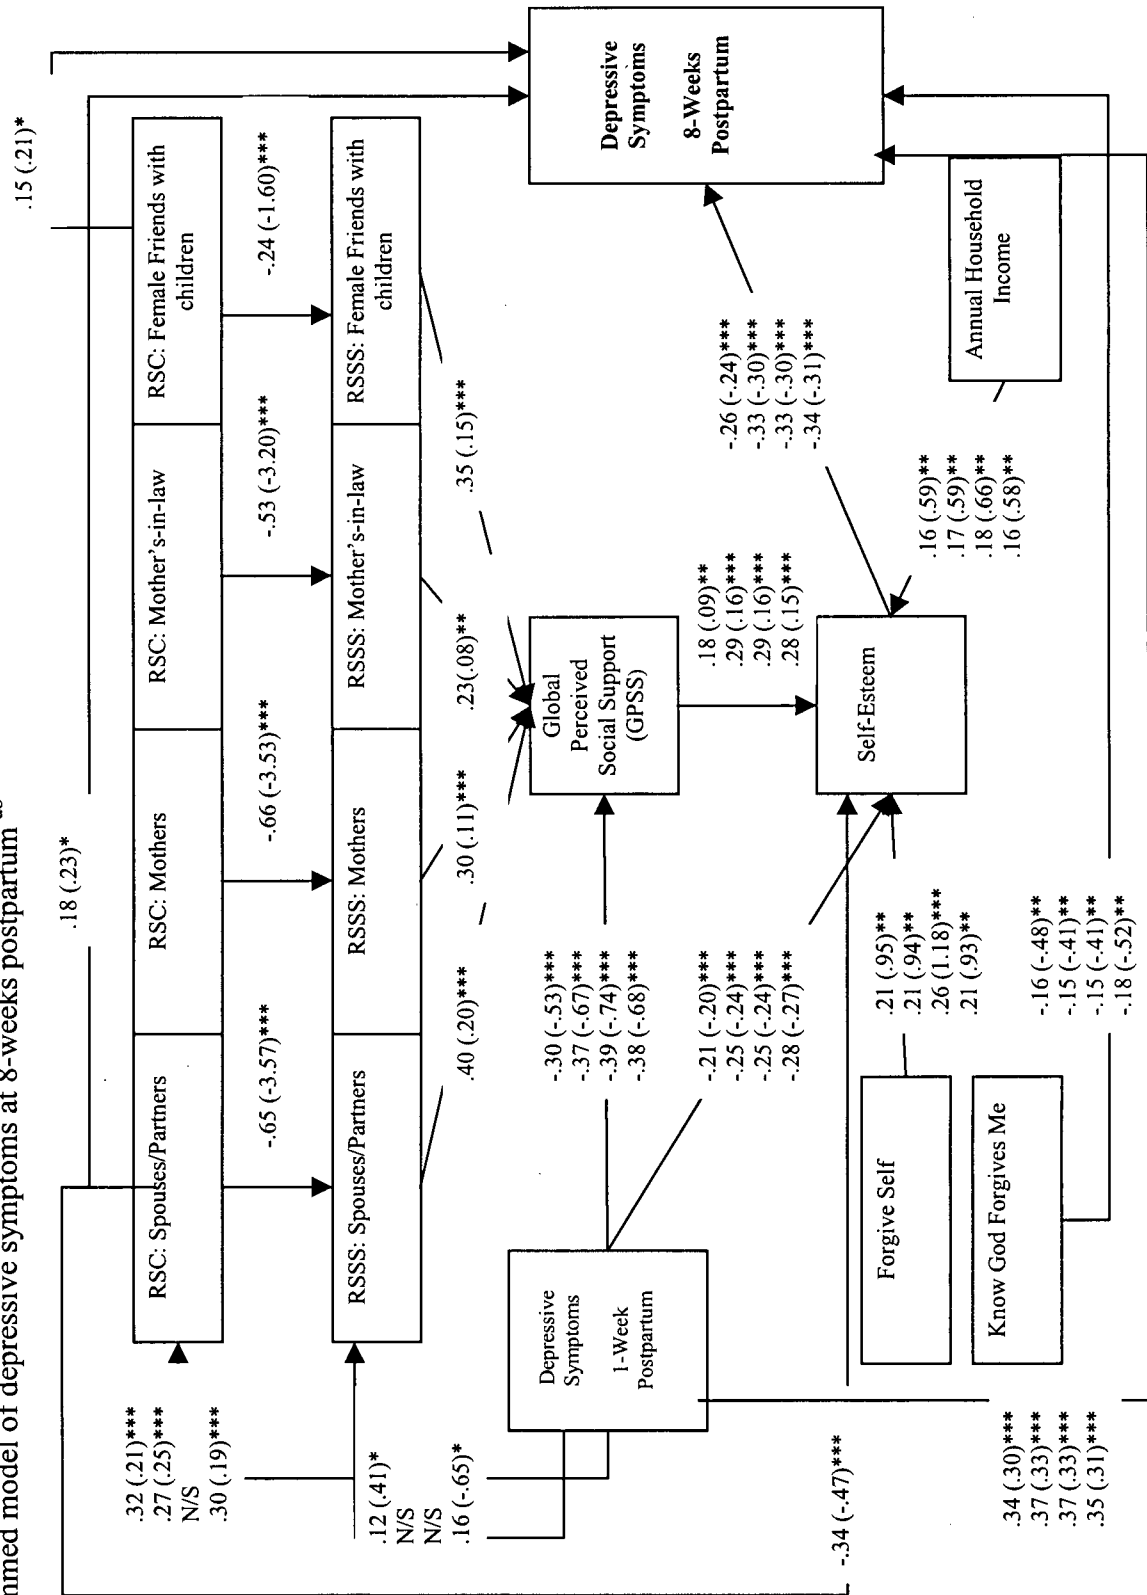 mmed model of depressive symptoms at 8-weeks postpartum
.18 (.23)*
.15 (.21)*
RSC: Spouses/Partners
RSC: Mothers
RSC: Mother's-in-law
RSC: Female Friends with
children
.32 (.21)***
.27 (.25)***
N/S
.30 (.19)***
-.65 (-3.57)***
-.66 (-3.53)***
-.53 (-3.20)***
-.24 (-1.60)***
RSSS: Spouses/Partners
RSSS: Mothers
RSSS: Mother's-in-law
RSSS: Female Friends with
children
.12 (.41)*
N/S
N/S
.16 (-.65)*
.40 (.20)***
.30 (.11)***
.23(.08)**
.35 (.15)***
Depressive
Symptoms
1-Week
Postpartum
-.30 (-.53)***
-.37 (-.67)***
-.39 (-.74)***
-.38 (-.68)***
Global
Perceived
Social Support
(GPSS)
Depressive
Symptoms
8-Weeks
Postpartum
-.21 (-.20)***
-.25 (-.24)***
-.25 (-.24)***
-.28 (-.27)***
.18 (.09)**
.29 (.16)***
.29 (.16)***
.28 (.15)***
-.26 (-.24)***
-.33 (-.30)***
-.33 (-.30)***
-.34 (-.31)***
-.34 (-.47)***
Self-Esteem
Forgive Self
.21 (.95)**
.21 (.94)**
.26 (1.18)***
.21 (.93)**
.16 (.59)**
.17 (.59)**
.18 (.66)**
.16 (.58)**
Annual Household
Income
Know God Forgives Me
.34 (.30)***
.37 (.33)***
.37 (.33)***
.35 (.31)***
-.16 (-.48)**
-.15 (-.41)**
-.15 (-.41)**
-.18 (-.52)**